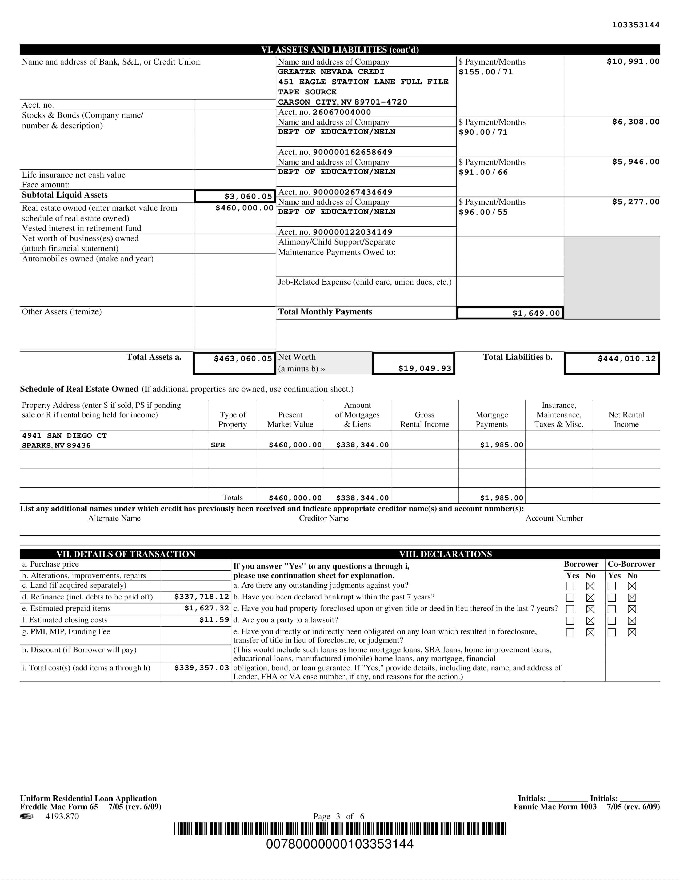 103353144
VI. ASSETS AND LIABILITIES (cont'd)
Name and address of Bank, S&L, or Credit Union
Acct. no.
Stocks & Bonds (Company name/
number & description)
Life insurance net cash value
Face amount:
Subtotal Liquid Assets $3,060.05
Real estate owned (enter market value from $460,000.00
schedule of real estate owned)
Vested interest in retirement fund
Net worth of business(es) owned
(attach financial statement)
Automobiles owned (make and year)
Other Assets (itemize)
Name and address of Company $ Payment/Months $10,991.00
GREATER NEVADA CREDI $155.00/71
451 EAGLE STATION LANE FULL FILE
TAPE SOURCE
CARSON CITY,NV 89701-4720
Acct. no. 26067004000
Name and address of Company $ Payment/Months $6,308.00
DEPT OF EDUCATION/NELN $90.00/71
Acct. no. 900000162658649
Name and address of Company $ Payment/Months $5,946.00
DEPT OF EDUCATION/NELN $91.00/66
Acct. no. 900000267434649
Name and address of Company $ Payment/Months $5,277.00
DEPT OF EDUCATION/NELN $96.00/55
Acct. no. 900000122034149
Alimony/Child Support/Separate
Maintenance Payments Owed to:
Job-Related Expense (child care, union dues, etc.)
Total Monthly Payments $1,649.00
Total Assets a. $463,060.05 Net Worth Total Liabilities b. $444,010.12
(a minus b) » $19,049.93
Schedule of Real Estate Owned (If additional properties are owned, use continuation sheet.)
Property Address (enter S if sold, PS if pending
sale or R if rental being held for income)
Type of
Property
Present
Market Value
Amount
of Mortgages
& Liens
Gross
Rental Income
Mortgage
Payments
Insurance,
Maintenance,
Taxes & Misc.
Net Rental
Income
4941 SAN DIEGO CT
SPARKS,NV 89436 SFR $460,000.00 $338,344.00 $1,985.00
Totals $460,000.00 $338,344.00 $1,985.00
List any additional names under which credit has previously been received and indicate appropriate creditor name(s) and account number(s):
Alternate Name Creditor Name Account Number
VII. DETAILS OF TRANSACTION
a. Purchase price
b. Alterations, improvements, repairs
c. Land (if acquired separately)
d. Refinance (incl. debts to be paid off) $337,718.12
e. Estimated prepaid items $1,627.32
f. Estimated closing costs $11.59
g. PMI, MIP, Funding Fee
h. Discount (if Borrower will pay)
i. Total cost(s) (add items a through h) $339,357.03
VIII. DECLARATIONS
If you answer "Yes" to any questions a through i,
please use continuation sheet for explanation.
Borrower Co-Borrower
Yes No Yes No
a. Are there any outstanding judgments against you?
b. Have you been declared bankrupt within the past 7 years?
c. Have you had property foreclosed upon or given title or deed in lieu thereof in the last 7 years?
d. Are you a party to a lawsuit?
e. Have you directly or indirectly been obligated on any loan which resulted in foreclosure,
transfer of title in lieu of foreclosure, or judgment?
(This would include such loans as home mortgage loans, SBA loans, home improvement loans,
educational loans, manufactured (mobile) home loans, any mortgage, financial
obligation, bond, or loan guarantee. If "Yes," provide details, including date, name, and address of
Lender, FHA or VA case number, if any, and reasons for the action.)
Uniform Residential Loan Application
Freddie Mac Form 65 7/05 (rev. 6/09)
4193.870
Page 3 of 6
Initials: Initials:
Fannie Mae Form 1003 7/05 (rev. 6/09)
00780000000103353144